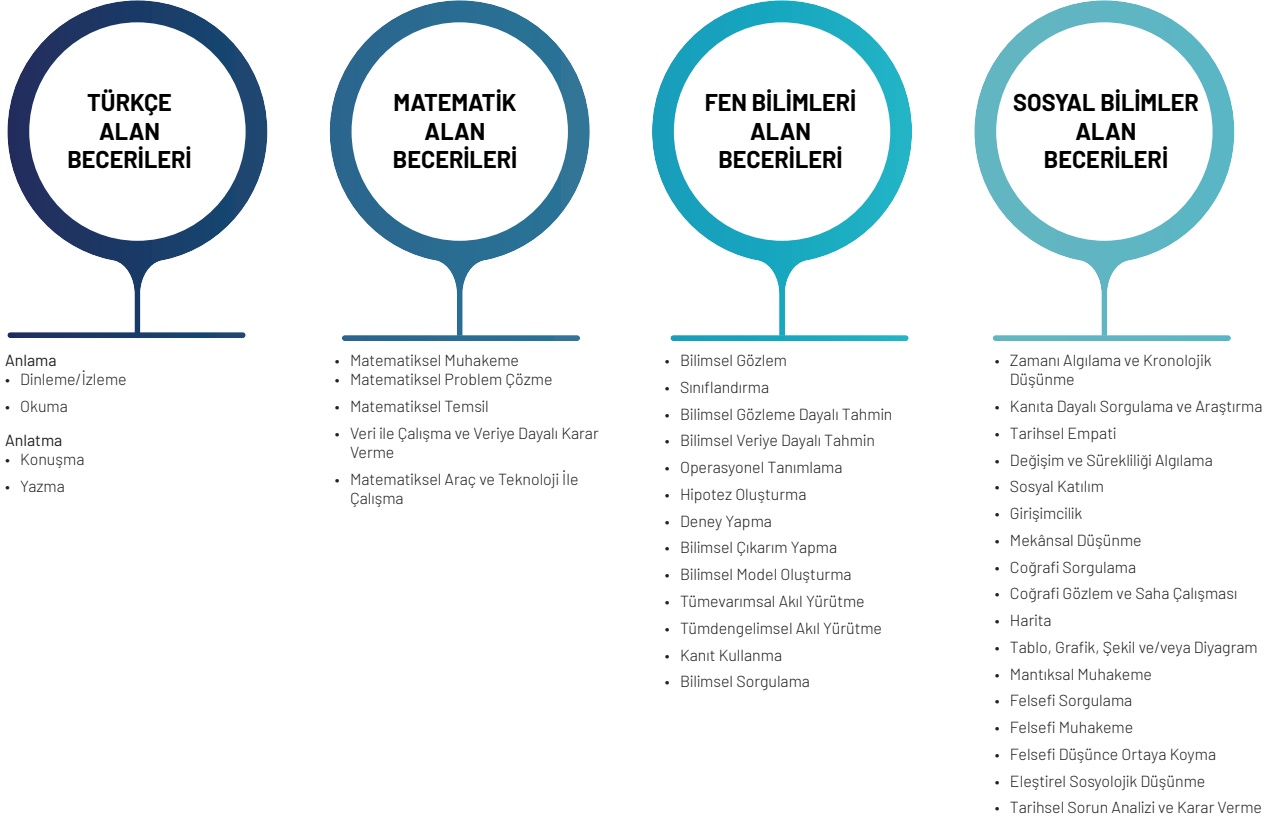 TÜRKÇE
ALAN
BECERİLERİ
Anlama
• Dinleme/İzleme
• Okuma
Anlatma
• Konuşma
• Yazma
MATEMATİK
ALAN
BECERİLERİ
• Matematiksel Muhakeme
• Matematiksel Problem Çözme
• Matematiksel Temsil
• Veri ile Çalışma ve Veriye Dayalı Karar
Verme
• Matematiksel Araç ve Teknoloji İle
Çalışma
FEN BİLİMLERİ
ALAN
BECERİLERİ
• Bilimsel Gözlem
• Sınıflandırma
• Bilimsel Gözleme Dayalı Tahmin
• Bilimsel Veriye Dayalı Tahmin
• Operasyonel Tanımlama
• Hipotez Oluşturma
• Deney Yapma
• Bilimsel Çıkarım Yapma
• Bilimsel Model Oluşturma
• Tümevarımsal Akıl Yürütme
• Tümdengelimsel Akıl Yürütme
• Kanıt Kullanma
• Bilimsel Sorgulama
SOSYAL BİLİMLER
ALAN
BECERİLERİ
• Zamanı Algılama ve Kronolojik
Düşünme
• Kanıta Dayalı Sorgulama ve Araştırma
• Tarihsel Empati
• Değişim ve Sürekliliği Algılama
• Sosyal Katılım
• Girişimcilik
• Mekânsal Düşünme
• Coğrafi Sorgulama
• Coğrafi Gözlem ve Saha Çalışması
• Harita
• Tablo, Grafik, Şekil ve/veya Diyagram
• Mantıksal Muhakeme
• Felsefi Sorgulama
• Felsefi Muhakeme
• Felsefi Düşünce Ortaya Koyma
• Eleştirel Sosyolojik Düşünme
• Tarihsel Sorun Analizi ve Karar Verme